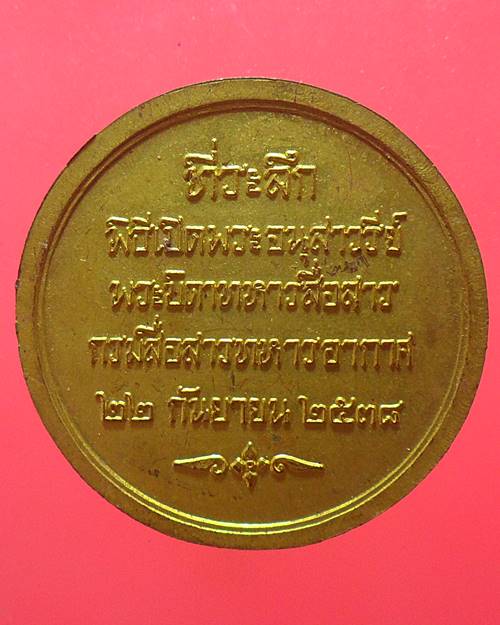 ที่ระลึก
พิธีเปิดพระอนุสาวรีย์
พระบิดาทหารสื่อสาร
กรมสื่อสารทหารอากาศ
๒๒ กันยายน ๒๕๓๘